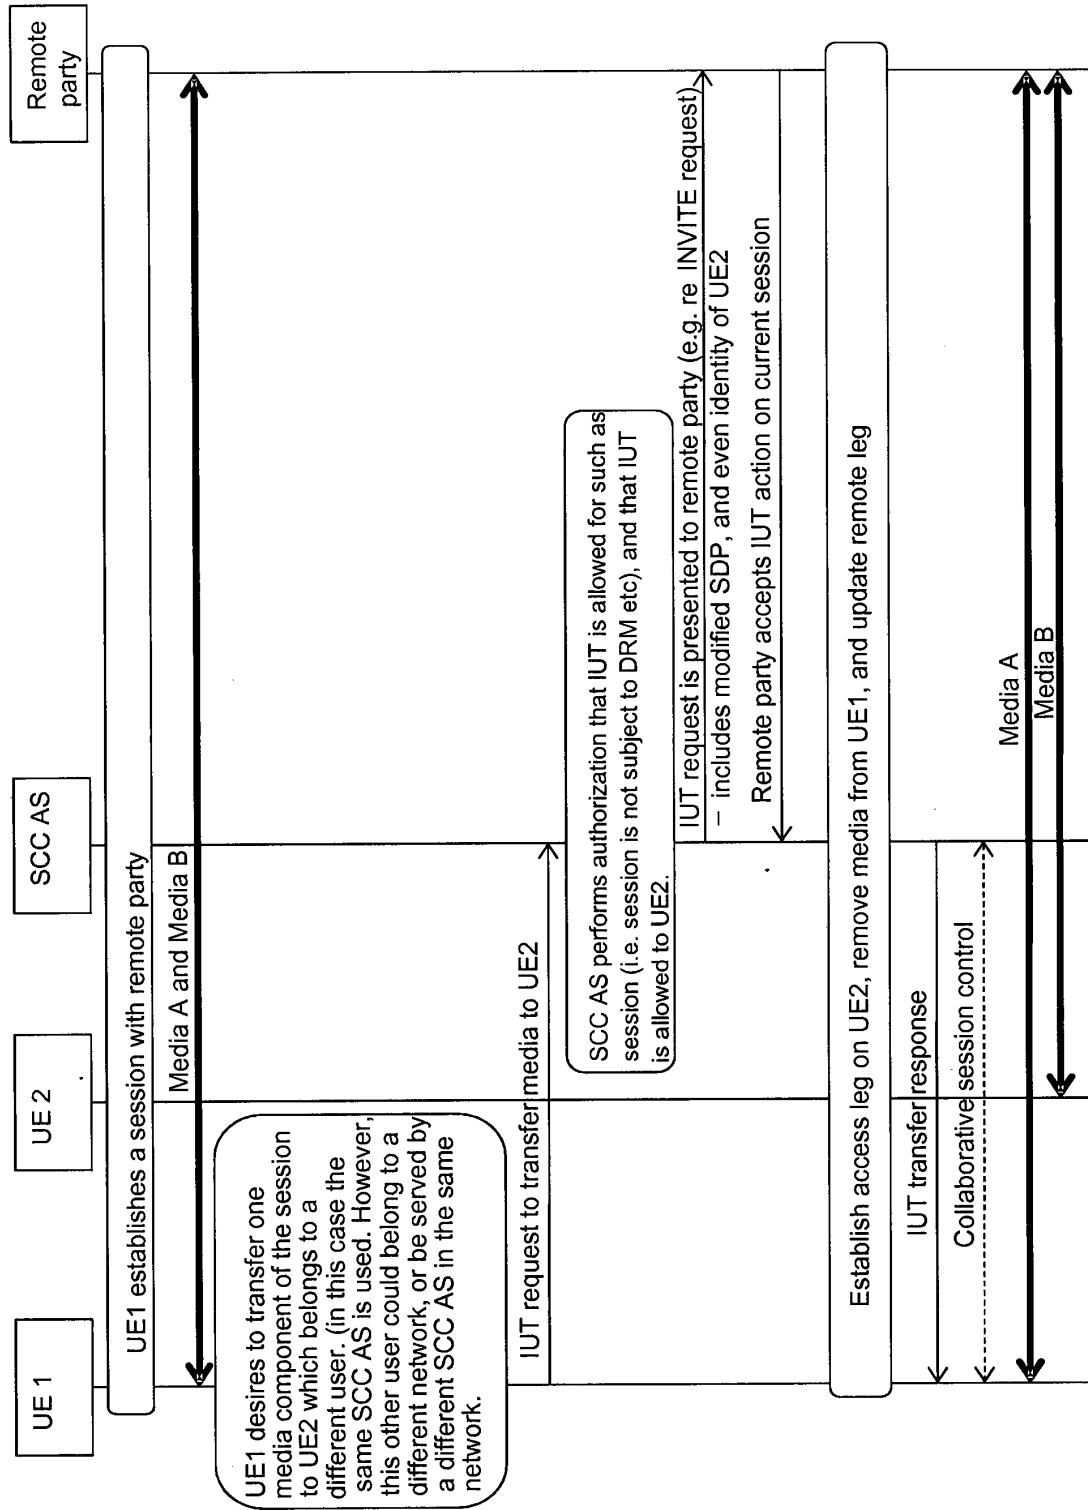 UE 1
UE 2
SCC AS
Remote
party
UE1 establishes a session with remote party
Media A and Media B
UE1 desires to transfer one
media component of the session
to UE2 which belongs to a
different user. (in this case the
same SCC AS is used. However,
this other user could belong to a
different network, or be served by
a different SCC AS in the same
network.
IUT request to transfer media to UE2
SCC AS performs authorization that IUT is allowed for such as
session (i.e. session is not subject to DRM etc), and that IUT
is allowed to UE2.
IUT request is presented to remote party (e.g. re INVITE request)
– includes modified SDP, and even identity of UE2
Remote party accepts IUT action on current session
Establish access leg on UE2, remove media from UE1, and update remote leg
IUT transfer response
Collaborative session control
Media A
Media B